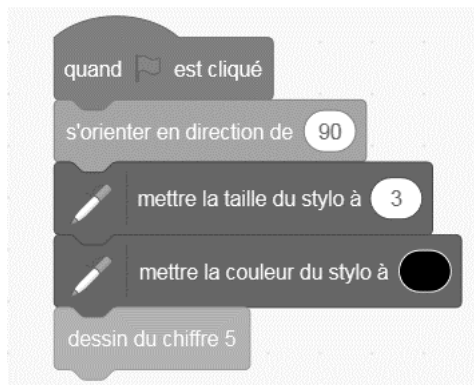 quand est cliqué
s'orienter en direction de 90
mettre la taille du stylo à 3
mettre la couleur du stylo à
dessin du chiffre 5